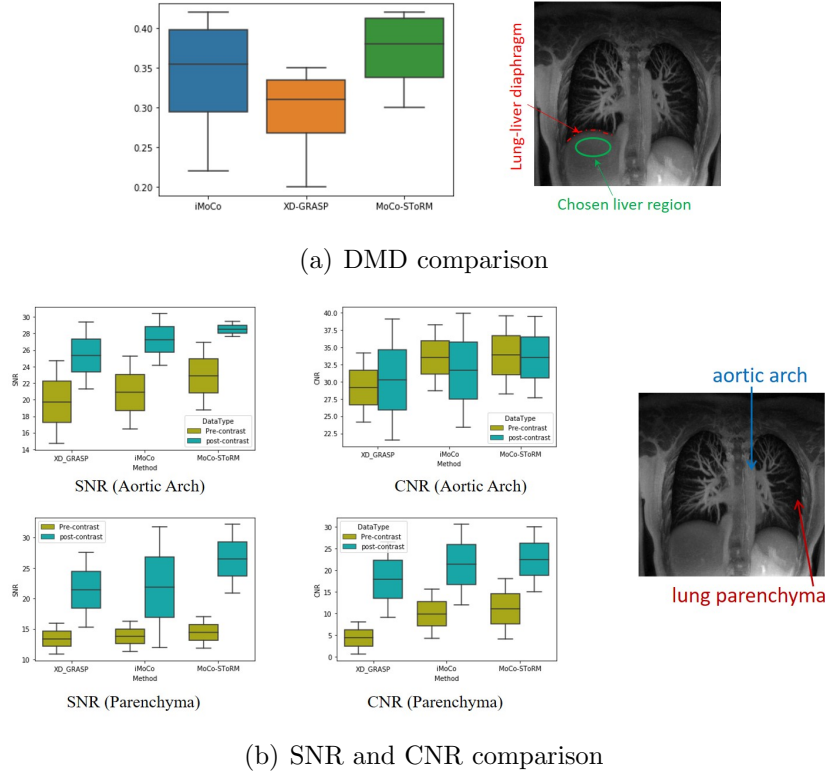 0.40
0.35
0.30
0.25
0.20
iMoCo
XD-GRASP
MoCo-SToRM
Lung-liver diaphragm
Chosen liver region
(a) DMD comparison
30
28
26
24
22
20
18
16
14
SNR
DataType
Pre-contrast
post-contrast
XD_GRASP
iMoCo
MoCo-SToRM
Method
SNR (Aortic Arch)
40.0
37.5
35.0
32.5
30.0
27.5
25.0
22.5
CNR
DataType
Pre-contrast
post-contrast
XD_GRASP
iMoCo
MoCo-SToRM
Method
CNR (Aortic Arch)
aortic arch
lung parenchyma
30
25
20
15
10
SNR
Pre-contrast
post-contrast
XD_GRASP
iMoCo
MoCo-SToRM
Method
SNR (Parenchyma)
30
25
20
15
10
5
0
CNR
DataType
Pre-contrast
post-contrast
XD_GRASP
iMoCo
MoCo-SToRM
Method
CNR (Parenchyma)
(b) SNR and CNR comparison